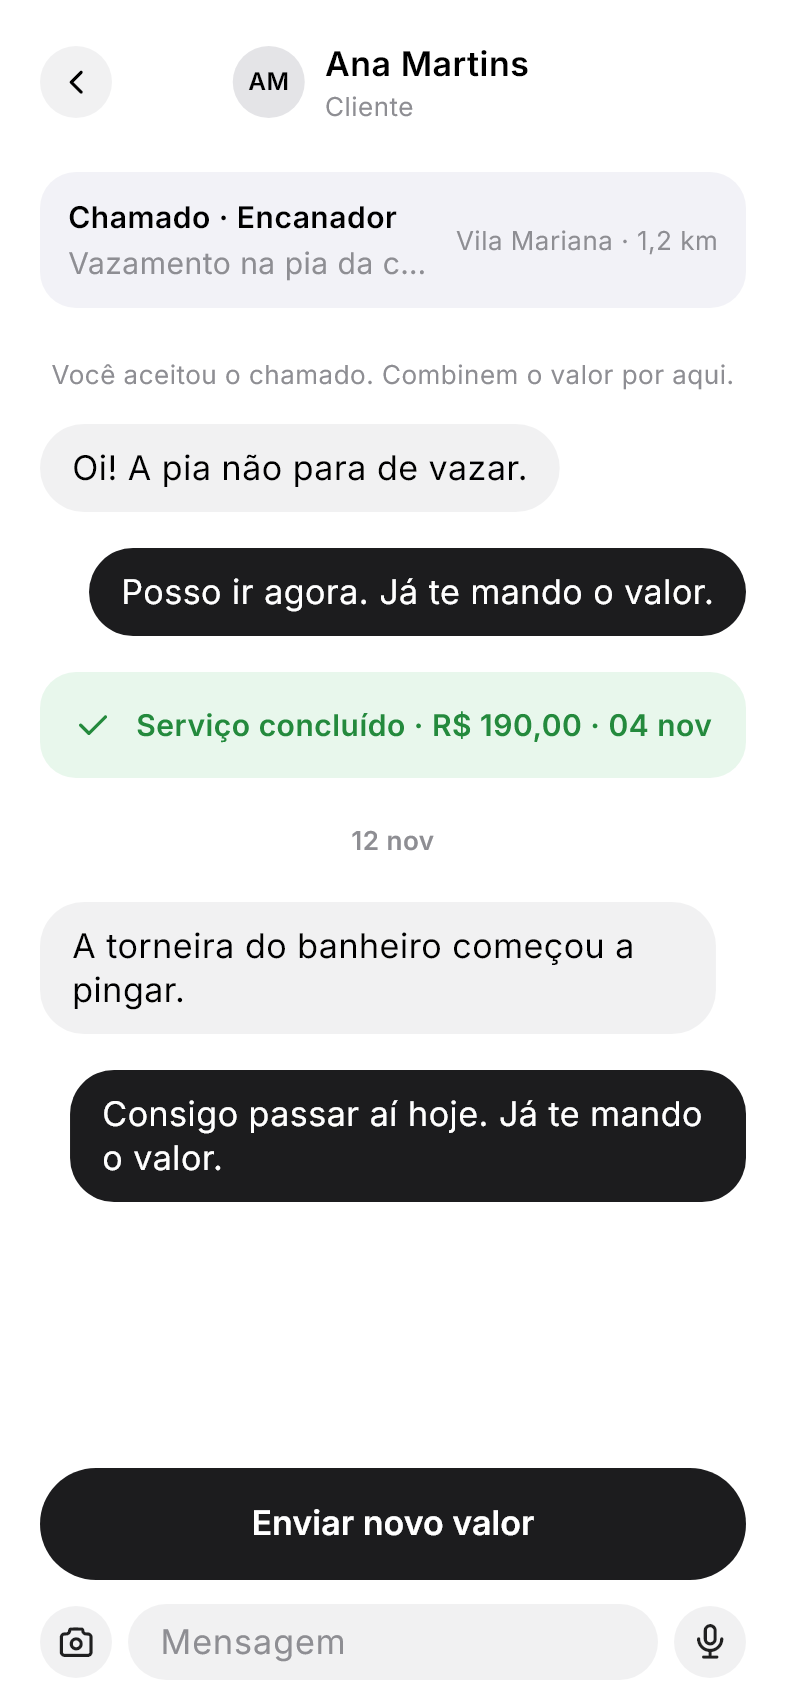 AM
Ana Martins
Cliente
Chamado · Encanador
Vazamento na pia da c...
Vila Mariana · 1,2 km
Você aceitou o chamado. Combinem o valor por aqui.
Oi! A pia não para de vazar.
Posso ir agora. Já te mando o valor.
Serviço concluído · R$ 190,00 · 04 nov
12 nov
A torneira do banheiro começou a
pingar.
Consigo passar aí hoje. Já te mando
o valor.
Enviar novo valor
Mensagem